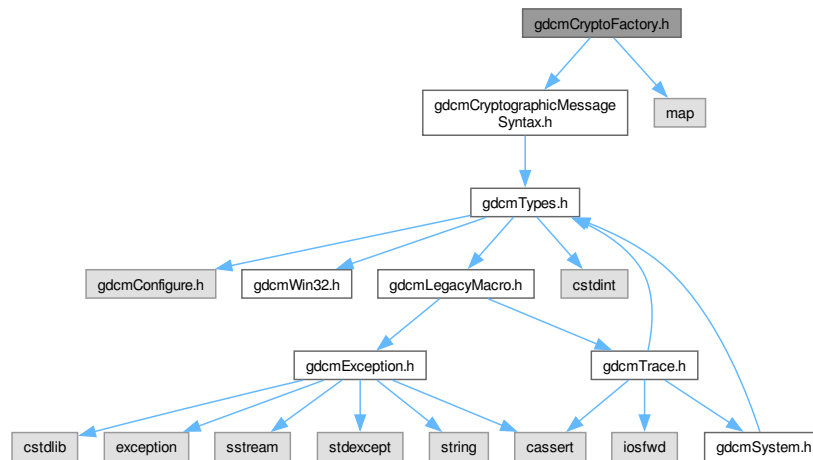 gdcmCryptoFactory.h
gdcmCryptographicMessage
Syntax.h
map
gdcmTypes.h
gdcmConfigure.h
gdcmWin32.h
gdcmLegacyMacro.h
cstdint
gdcmException.h
gdcmTrace.h
cstdlib
exception
sstream
stdexcept
string
cassert
iosfwd
gdcmSystem.h